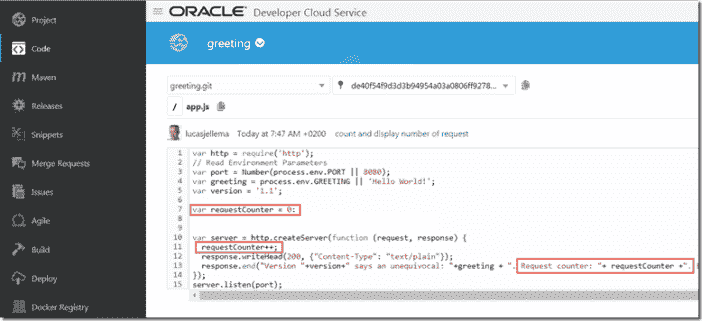 ORACLE Developer Cloud Service
Project
Code
Maven
Releases
Snippets
Merge Requests
Issues
Agile
Build
Deploy
Docker Registry
greeting
greeting.git
de40f54f9d3d3b94954a03a0806ff9278...
/ app.js
lucasjellema Today at 7:47 AM +0200 count and display number of request
1 var http = require('http');
2 // Read Environment Parameters
3 var port = Number(process.env.PORT || 8080);
4 var greeting = process.env.GREETING || 'Hello World!';
5 var version = '1.1';
6
7 var requestCounter = 0;
8
9
10 var server = http.createServer(function (request, response) {
11 requestCounter++;
12 response.writeHead(200, {"Content-Type": "text/plain"});
13 response.end("Version "+version+" says an unequivocal: "+greeting + ". Request counter: "+ requestCounter +".
14 });
15 server.listen(port);